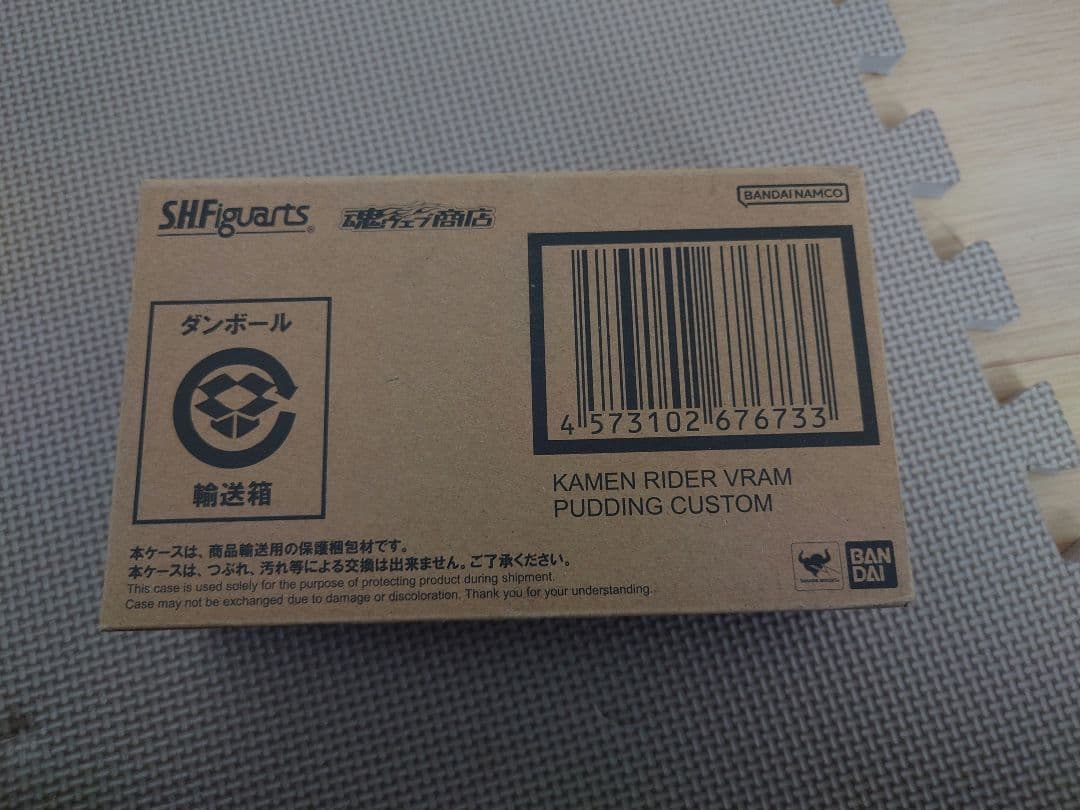 S.H.Figuarts®
魂ウェブ商店
BANDAI NAMCO
ダンボール
輸送箱
4 573102 676733
KAMEN RIDER VRAM
PUDDING CUSTOM
本ケースは、商品輸送用の保護梱包材です。
本ケースは、つぶれ、汚れ等による交換は出来ません。ご了承ください。
This case is used solely for the purpose of protecting product during shipment.
Case may not be exchanged due to damage or discoloration. Thank you for your understanding.
BAN
DAI